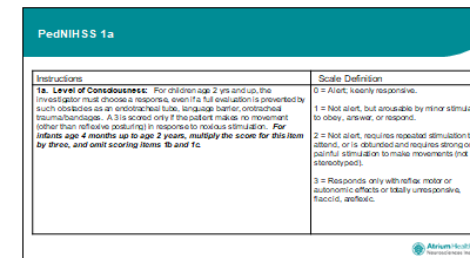 PedNIHSS 1a
Instructions
1a. Level of Consciousness: For children age 2 yrs and up, the
investigator must choose a response, even if a full evaluation is prevented by
such obstacles as an endotracheal tube, language barrier, orotracheal
trauma/bandages. A 3 is scored only if the patient makes no movement
(other than reflexive posturing) in response to noxious stimulation. For
infants age 4 months up to age 2 years, multiply the score for this item
by three, and omit scoring items 1b and 1c.
Scale Definition
0 = Alert; keenly responsive.
1 = Not alert, but arousable by minor stimula
to obey, answer, or respond.
2 = Not alert, requires repeated stimulation t
attend, or is obtunded and requires strong o
painful stimulation to make movements (not
stereotyped).
3 = Responds only with reflex motor or
autonomic effects or totally unresponsive,
flaccid, areflexic.
Atrium Health